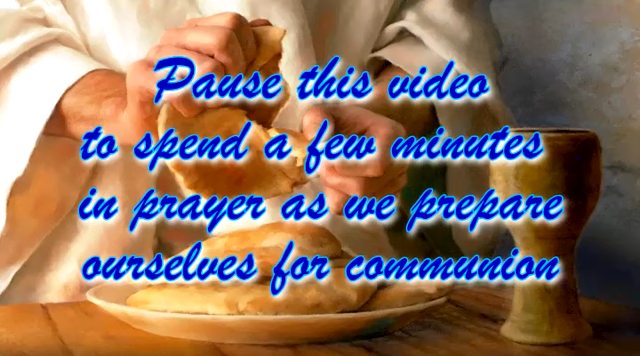 Pause this video
to spend a few minutes
in prayer as we prepare
ourselves for communion